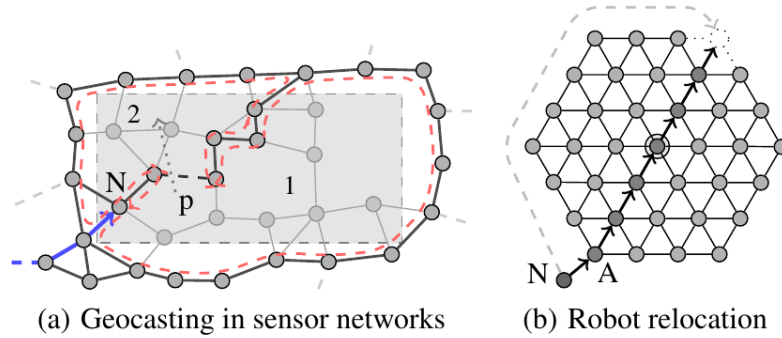 2
N
p
1
N
A
(a) Geocasting in sensor networks
(b) Robot relocation